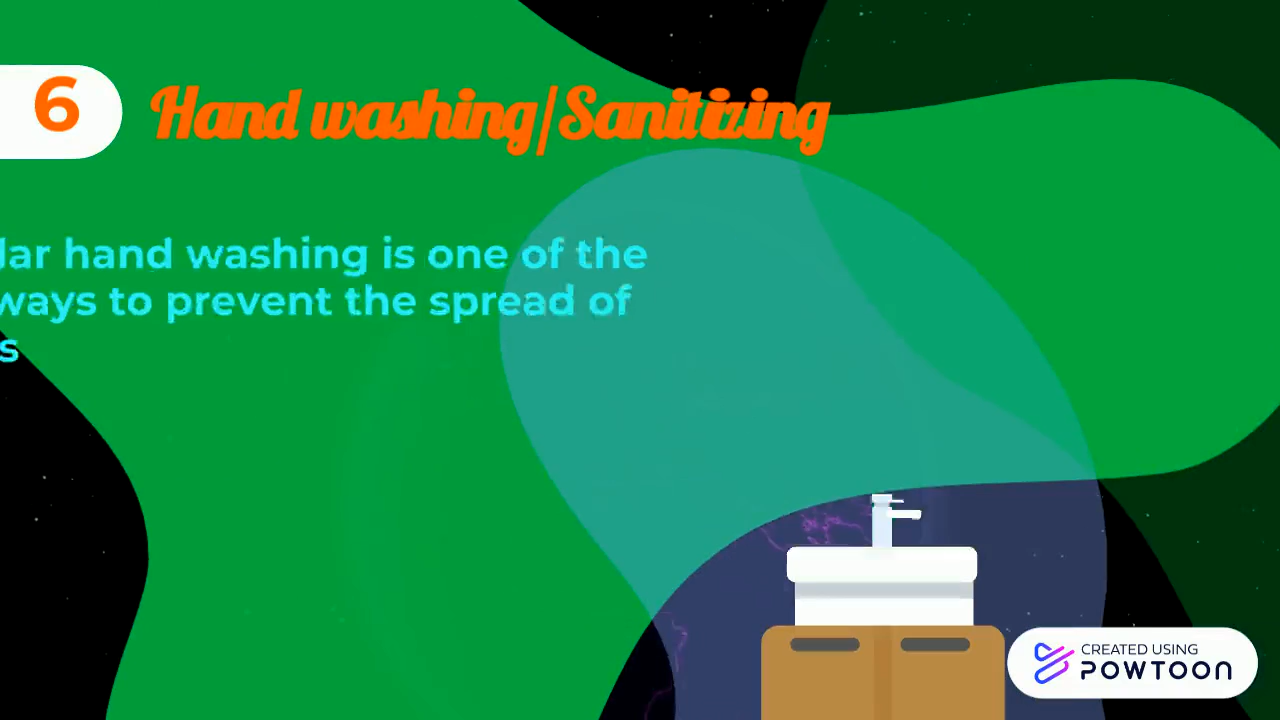 6
Hand washing/Sanitizing
lar hand washing is one of the
ways to prevent the spread of
s
CREATED USING
POWTOON